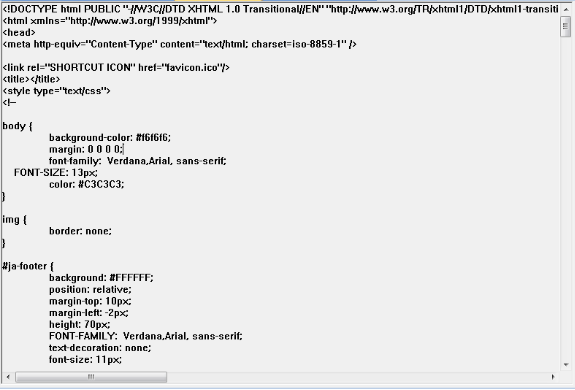 <!DOCTYPE html PUBLIC "-//W3C//DTD XHTML 1.0 Transitional//EN" "http://www.w3.org/TR/xhtml1/DTD/xhtml1-transiti
<html xmlns="http://www.w3.org/1999/xhtml">
<head>
<meta http-equiv="Content-Type" content="text/html; charset=iso-8859-1" />
<link rel="SHORTCUT ICON" href="favicon.ico"/>
<title></title>
<style type="text/css">
<!--
body {
background-color: #f6f6f6;
margin: 0 0 0 0;
font-family: Verdana,Arial, sans-serif;
FONT-SIZE: 13px;
color: #C3C3C3;
}
img {
border: none;
}
#ja-footer {
background: #FFFFFF;
position: relative;
margin-top: 10px;
margin-left: -2px;
height: 70px;
FONT-FAMILY: Verdana,Arial, sans-serif;
text-decoration: none;
font-size: 11px;